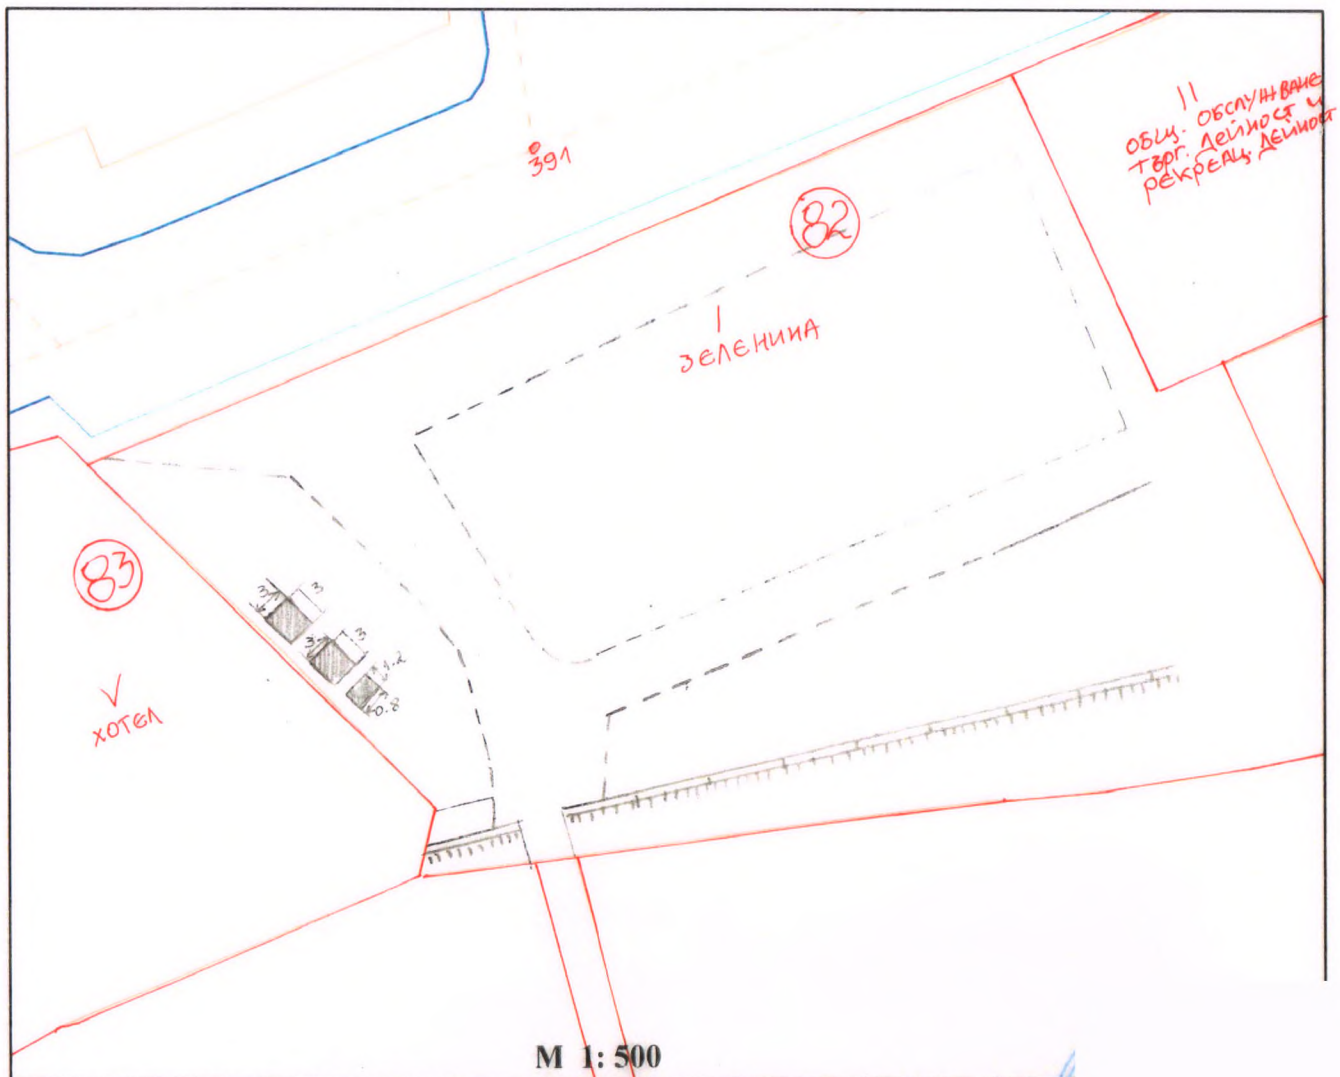 391
II
ОБЩ. ОБСЛУЖВАНЕ
ТЪРГ. ДЕЙНОСТ И
РЕКРЕАЦ. ДЕЙНОСТ
82
I
ЗЕЛЕНИНА
83
V
ХОТЕЛ
3 3
3 3
1.2
0.8
М 1: 500